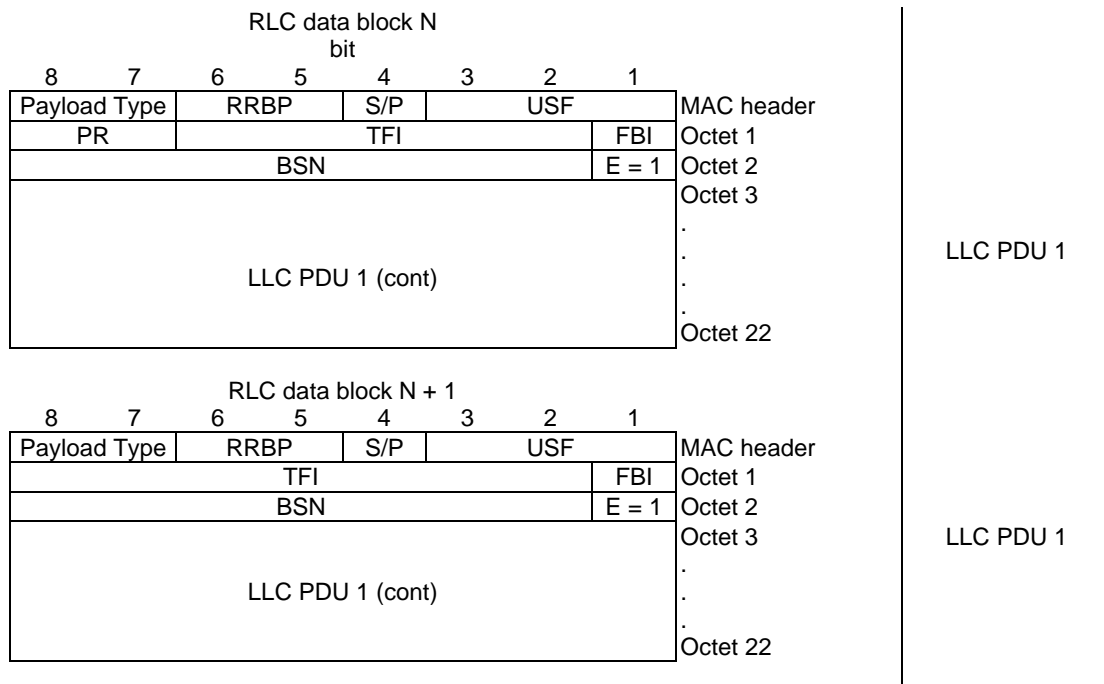 RLC data block N
bit
8 7 6 5 4 3 2 1
Payload Type RRBP S/P USF MAC header
PR TFI FBI Octet 1
BSN E = 1 Octet 2
Octet 3
.
.
LLC PDU 1
LLC PDU 1 (cont)
.
.
Octet 22
RLC data block N + 1
8 7 6 5 4 3 2 1
Payload Type RRBP S/P USF MAC header
TFI FBI Octet 1
BSN E = 1 Octet 2
Octet 3 LLC PDU 1
.
LLC PDU 1 (cont) .
.
Octet 22